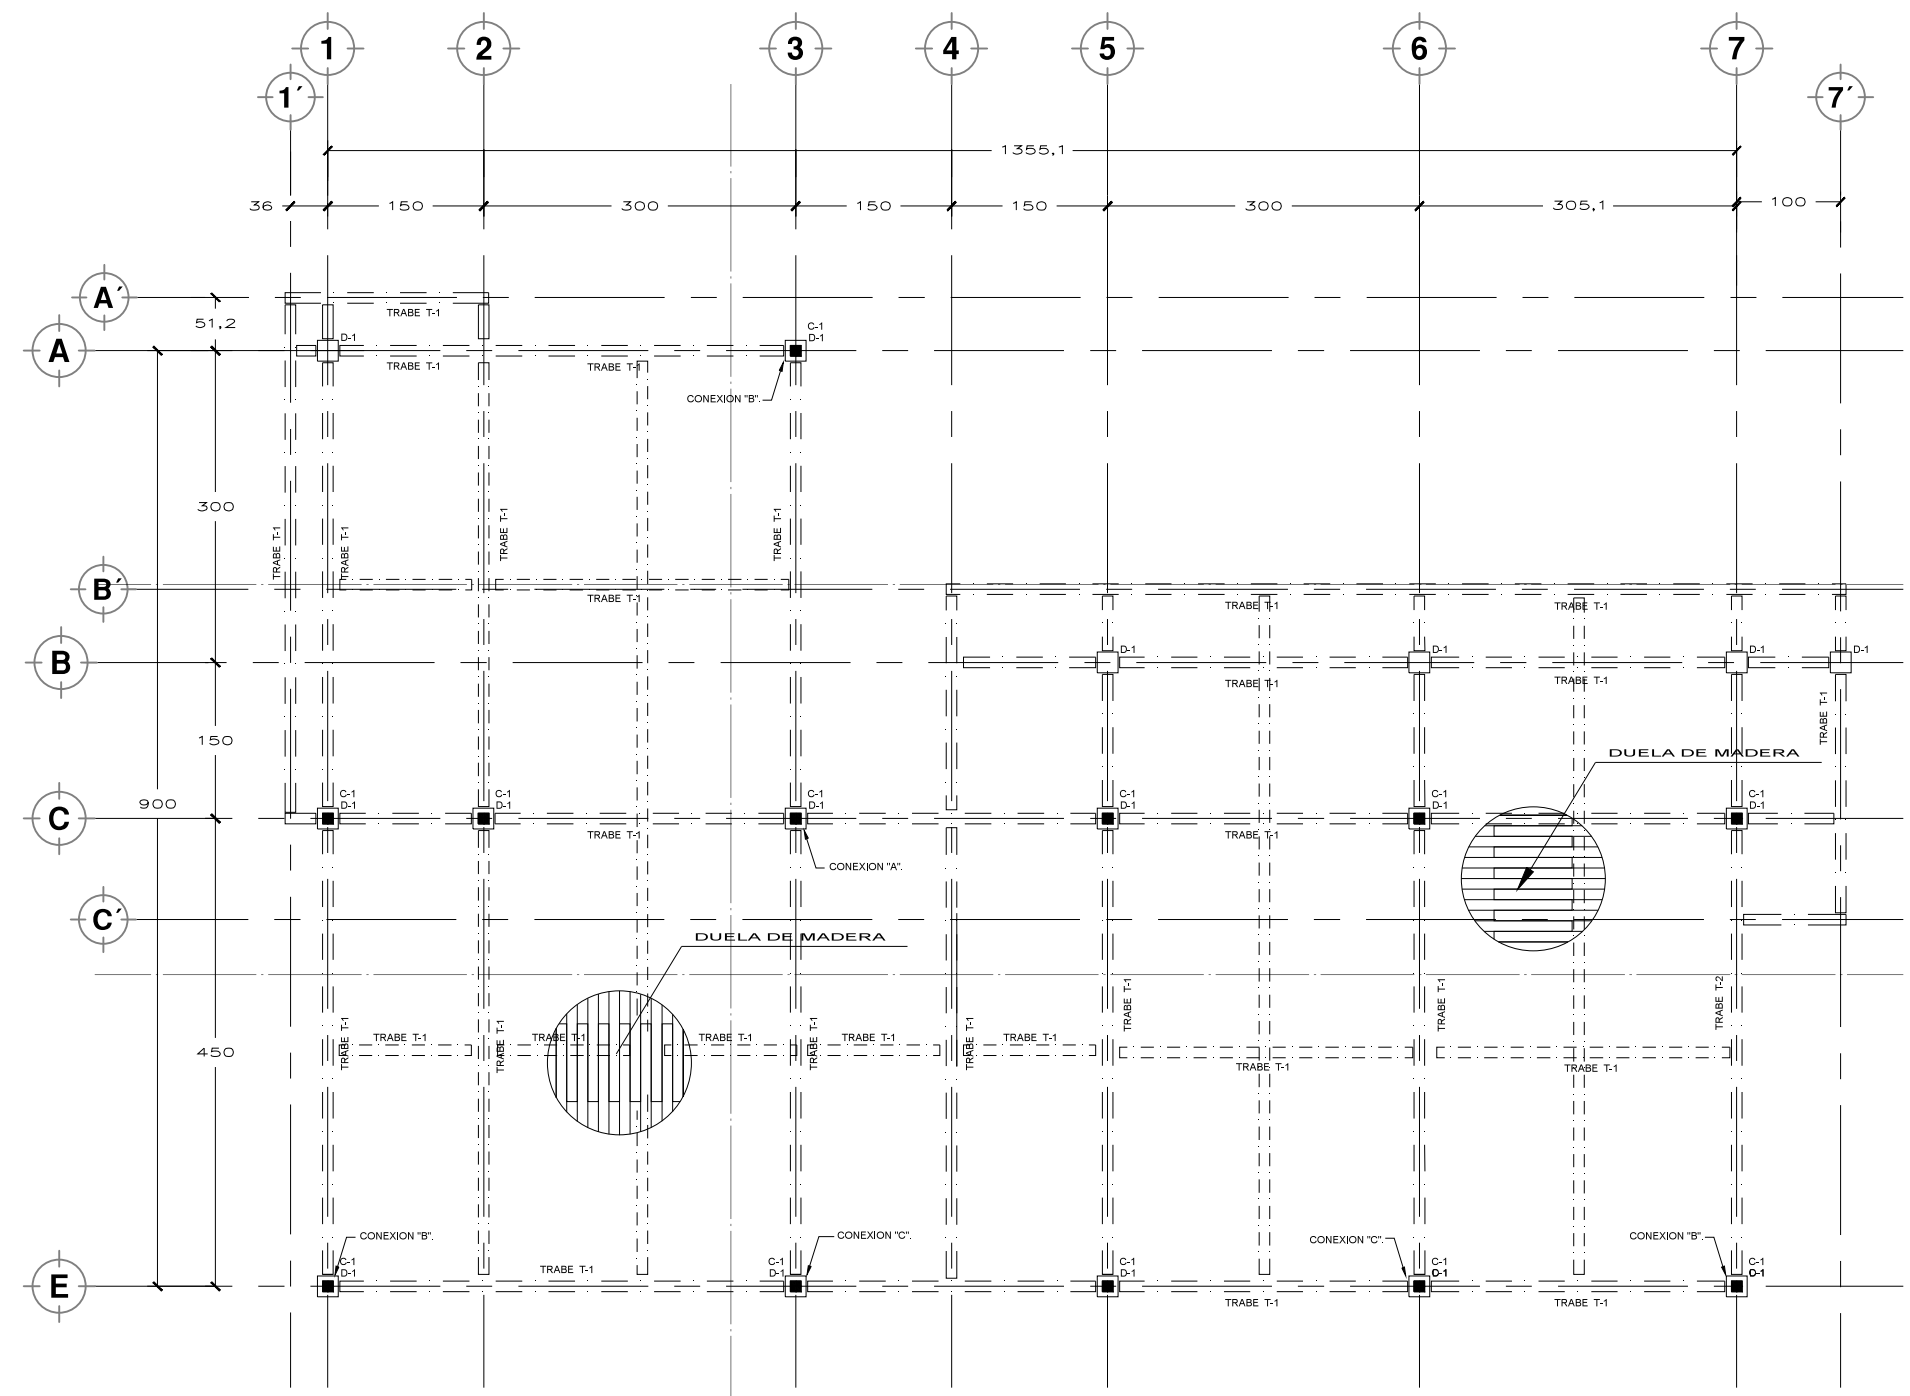 1 2 3 4 5 6 7
1´ 7´
1355,1
36 150 300 150 150 300 305,1 100
A´
51,2
TRABE T-1
C-1
D-1 D-1
A
TRABE T-1 TRABE T-1
CONEXION "B".
300
TRABE T-1 TRABE T-1 TRABE T-1 TRABE T-1
B´
TRABE T-1 TRABE T-1 TRABE T-1
D-1 D-1 D-1 D-1
B
TRABE T-1 TRABE T-1
TRABE T-1
150
DUELA DE MADERA
C-1 C-1 C-1 C-1 C-1 C-1
900
D-1 D-1 D-1 D-1 D-1 D-1
C
TRABE T-1 TRABE T-1
CONEXION "A".
C´
DUELA DE MADERA
TRABE T-1 TRABE T-1 TRABE T-2
TRABE T-1 TRABE T-1 TRABE T-1 TRABE T-1 TRABE T-1
450
TRABE T-1 TRABE T-1 TRABE T-1 TRABE T-1
TRABE T-1 TRABE T-1
CONEXION "B". CONEXION "C". CONEXION "C". CONEXION "B".
C-1 C-1 C-1 C-1 C-1
TRABE T-1
D-1 D-1 D-1 D-1 D-1
E
TRABE T-1 TRABE T-1